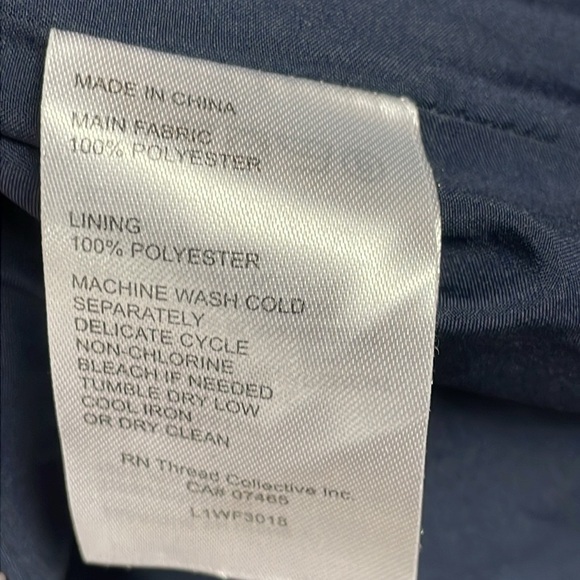 MADE IN CHINA
MAIN FABRIC
100% POLYESTER
LINING
100% POLYESTER
MACHINE WASH COLD
SEPARATELY
DELICATE CYCLE
NON-CHLORINE
BLEACH IF NEEDED
TUMBLE DRY LOW
COOL IRON
OR DRY CLEAN
RN Thread Collective Inc.
CA# 07465
L1WF3018